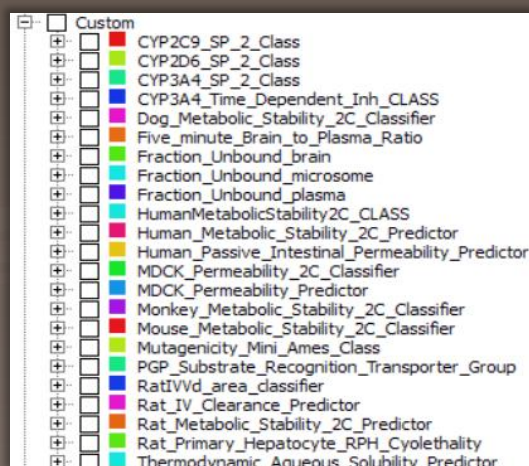 Custom
CYP2C9_SP_2_Class
CYP2D6_SP_2_Class
CYP3A4_SP_2_Class
CYP3A4_Time_Dependent_Inh_CLASS
Dog_Metabolic_Stability_2C_Classifier
Five_minute_Brain_to_Plasma_Ratio
Fraction_Unbound_brain
Fraction_Unbound_microsome
Fraction_Unbound_plasma
HumanMetabolicStability2C_CLASS
Human_Metabolic_Stability_2C_Predictor
Human_Passive_Intestinal_Permeability_Predictor
MDCK_Permeability_2C_Classifier
MDCK_Permeability_Predictor
Monkey_Metabolic_Stability_2C_Classifier
Mouse_Metabolic_Stability_2C_Classifier
Mutagenicity_Mini_Ames_Class
PGP_Substrate_Recognition_Transporter_Group
RatIVVd_area_classifier
Rat_IV_Clearance_Predictor
Rat_Metabolic_Stability_2C_Predictor
Rat_Primary_Hepatocyte_RPH_Cyolethality
Thermodynamic_Aqueous_Solubility_Predictor